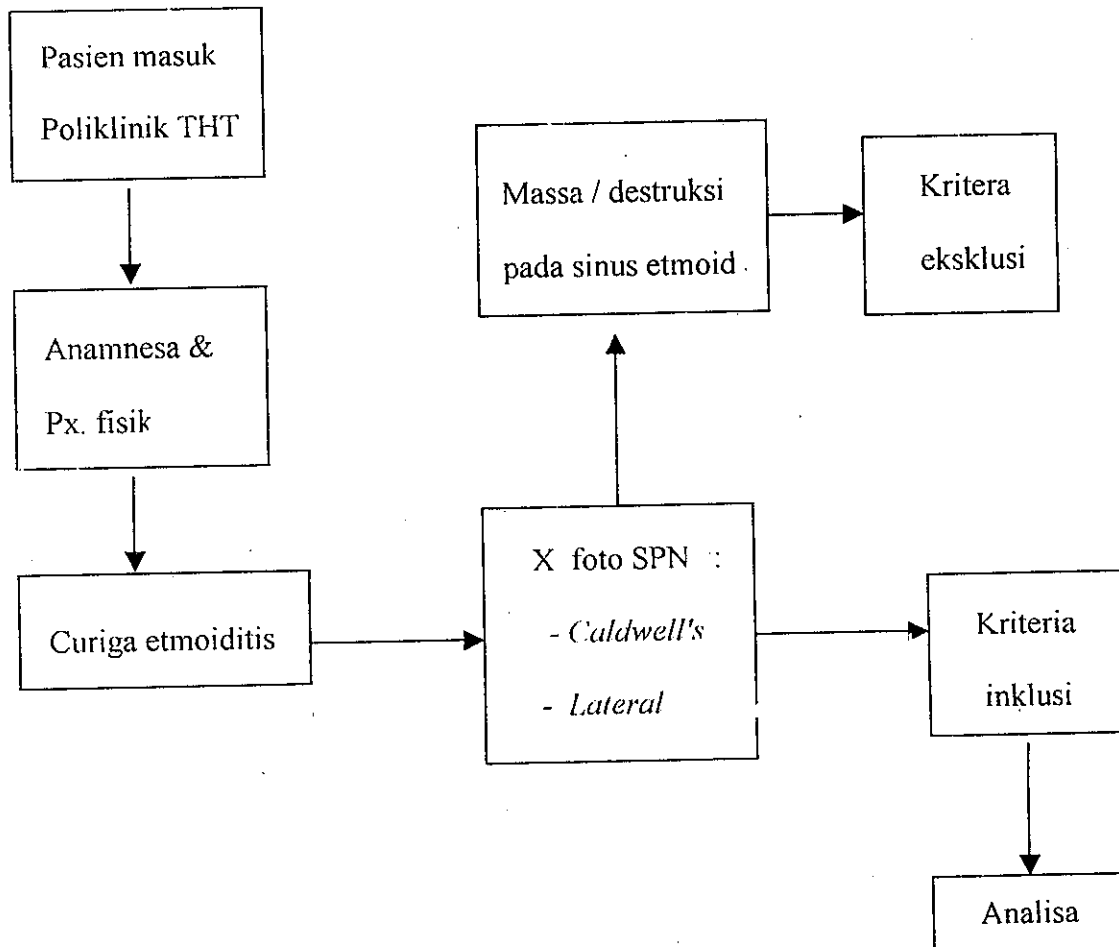 Pasien masuk
Poliklinik THT
Anamnesa &
Px. fisik
Curiga etmoiditis
X foto SPN :
- Caldwell's
- Lateral
Massa / destruksi
pada sinus etmoid
Kritera
eksklusi
Kriteria
inklusi
Analisa